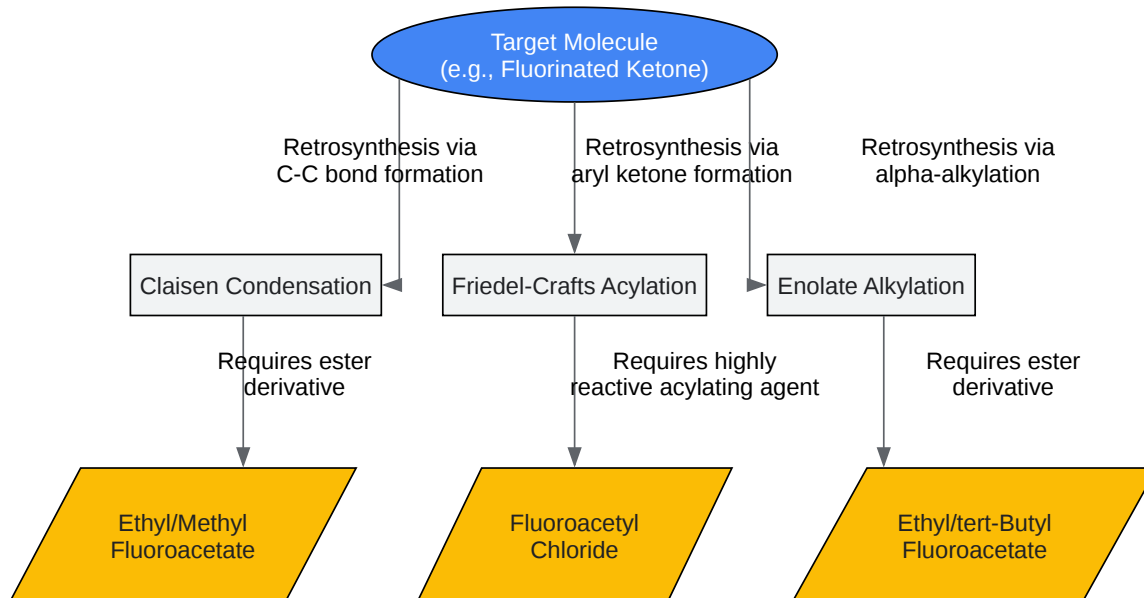 Target Molecule
(e.g., Fluorinated Ketone)
Retrosynthesis via
C-C bond formation
Retrosynthesis via
aryl ketone formation
Retrosynthesis via
alpha-alkylation
Claisen Condensation
Friedel-Crafts Acylation
Enolate Alkylation
Requires ester
derivative
Requires highly
reactive acylating agent
Requires ester
derivative
Ethyl/Methyl
Fluoroacetate
Fluoroacetyl
Chloride
Ethyl/tert-Butyl
Fluoroacetate